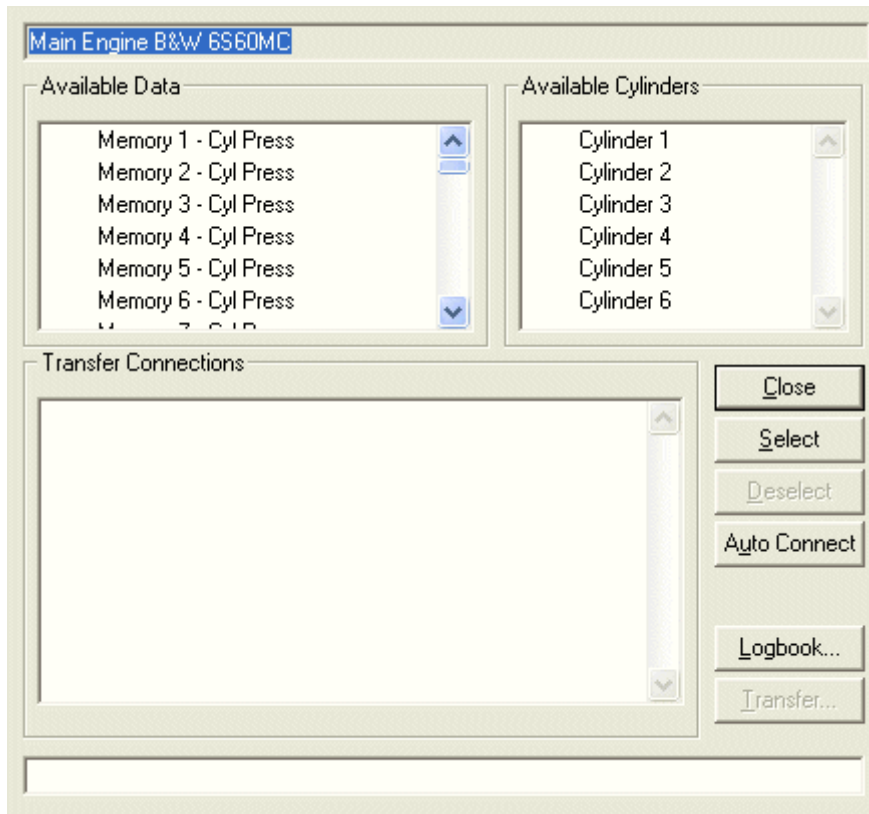 Main Engine B&W 6S60MC
Available Data
Memory 1 - Cyl Press
Memory 2 - Cyl Press
Memory 3 - Cyl Press
Memory 4 - Cyl Press
Memory 5 - Cyl Press
Memory 6 - Cyl Press
Available Cylinders
Cylinder 1
Cylinder 2
Cylinder 3
Cylinder 4
Cylinder 5
Cylinder 6
Transfer Connections
Close
Select
Deselect
Auto Connect
Logbook...
Transfer...